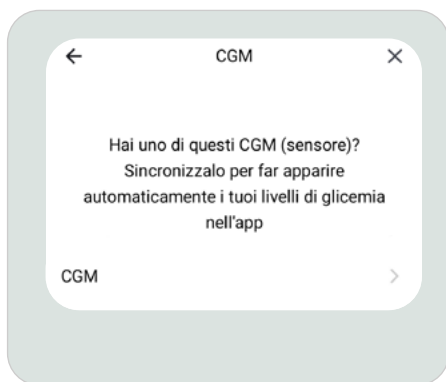 CGM
Hai uno di questi CGM (sensore)?
Sincronizzalo per far apparire
automaticamente i tuoi livelli di glicemia
nell'app
CGM